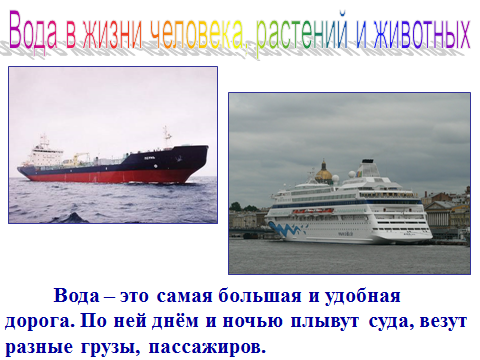 Вода в жизни человека, растений и животных
Вода – это самая большая и удобная
дорога. По ней днём и ночью плывут суда, везут
разные грузы, пассажиров.